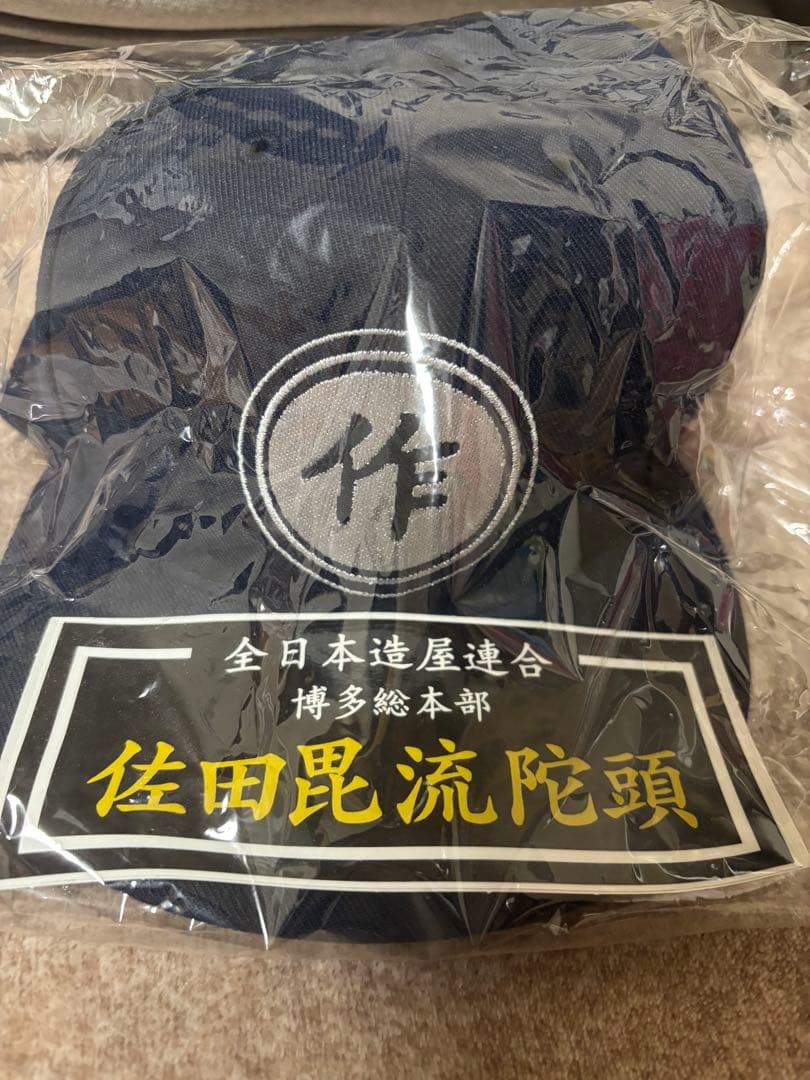 作
全日本造屋連合
博多総本部
佐田毘流陀頭